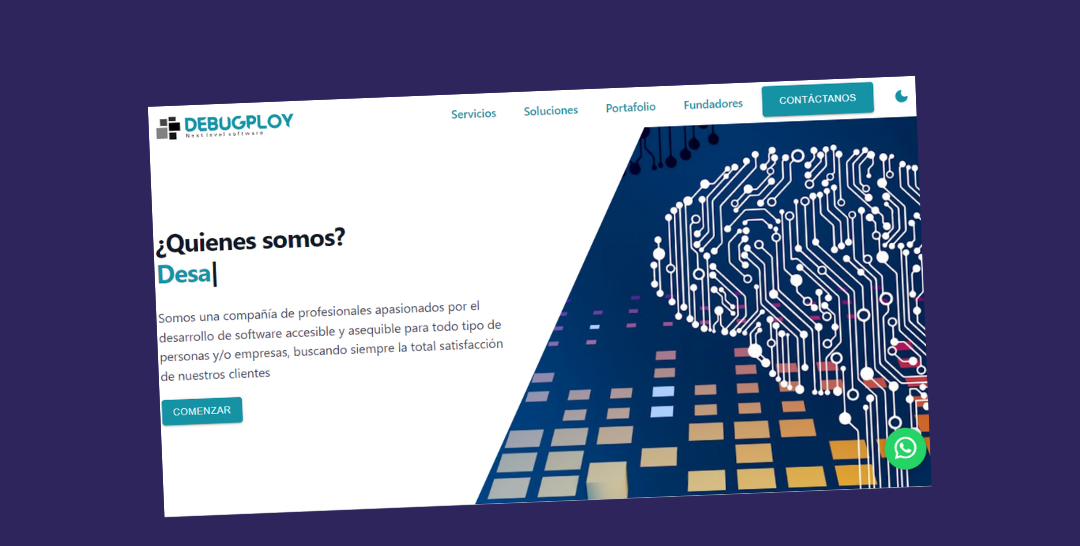 DEBUGPLOY
Next level software
Servicios
Soluciones
Portafolio
Fundadores
CONTÁCTANOS
¿Quienes somos?
Desa
Somos una compañía de profesionales apasionados por el
desarrollo de software accesible y asequible para todo tipo de
personas y/o empresas, buscando siempre la total satisfacción
de nuestros clientes
COMENZAR